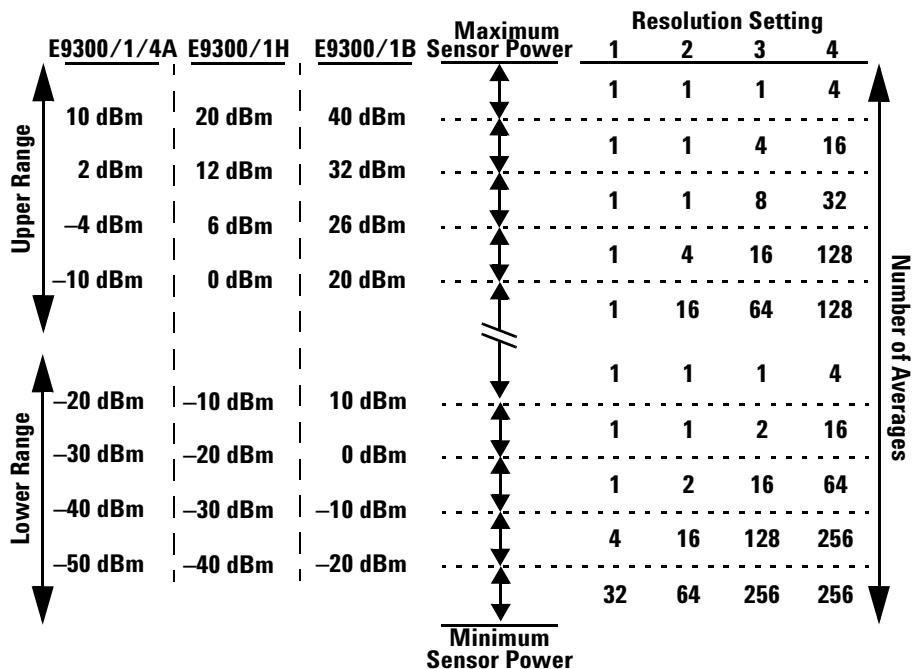 Maximum Sensor Power
Resolution Setting
E9300/1/4A E9300/1H E9300/1B 1 2 3 4
1 1 1 4
10 dBm 20 dBm 40 dBm
1 1 4 16
2 dBm 12 dBm 32 dBm
1 1 8 32
–4 dBm 6 dBm 26 dBm
1 4 16 128
–10 dBm 0 dBm 20 dBm
1 16 64 128
1 1 1 4
–20 dBm –10 dBm 10 dBm
1 1 2 16
–30 dBm –20 dBm 0 dBm
1 2 16 64
–40 dBm –30 dBm –10 dBm
4 16 128 256
–50 dBm –40 dBm –20 dBm
32 64 256 256
Minimum
Sensor Power
Upper Range
Lower Range
Number of Averages